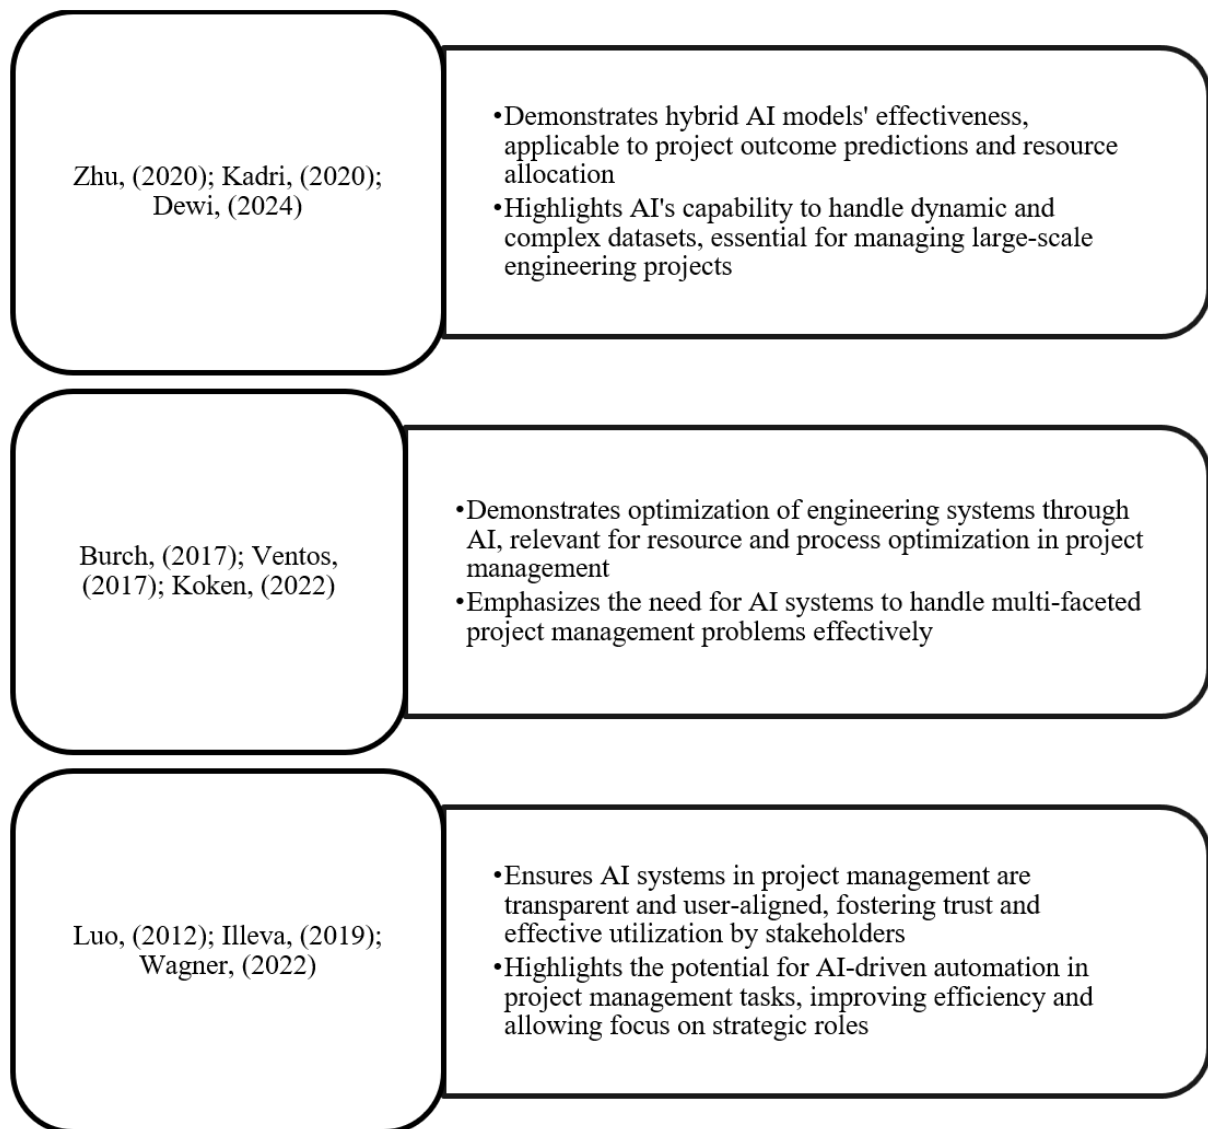 Zhu, (2020); Kadri, (2020);
Dewi, (2024)
•Demonstrates hybrid AI models' effectiveness,
applicable to project outcome predictions and resource
allocation
•Highlights AI's capability to handle dynamic and
complex datasets, essential for managing large-scale
engineering projects
Burch, (2017); Ventos,
(2017); Koken, (2022)
•Demonstrates optimization of engineering systems through
AI, relevant for resource and process optimization in project
management
•Emphasizes the need for AI systems to handle multi-faceted
project management problems effectively
Luo, (2012); Illeva, (2019);
Wagner, (2022)
•Ensures AI systems in project management are
transparent and user-aligned, fostering trust and
effective utilization by stakeholders
•Highlights the potential for AI-driven automation in
project management tasks, improving efficiency and
allowing focus on strategic roles